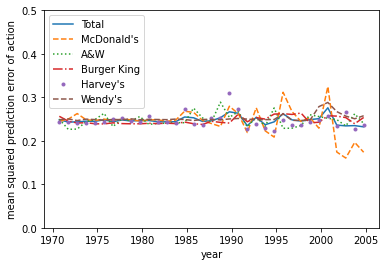 mean squared prediction error of action
0.5
0.4
0.3
0.2
0.1
0.0
Total
McDonald's
A&W
Burger King
Harvey's
Wendy's
1970 1975 1980 1985 1990 1995 2000 2005
year